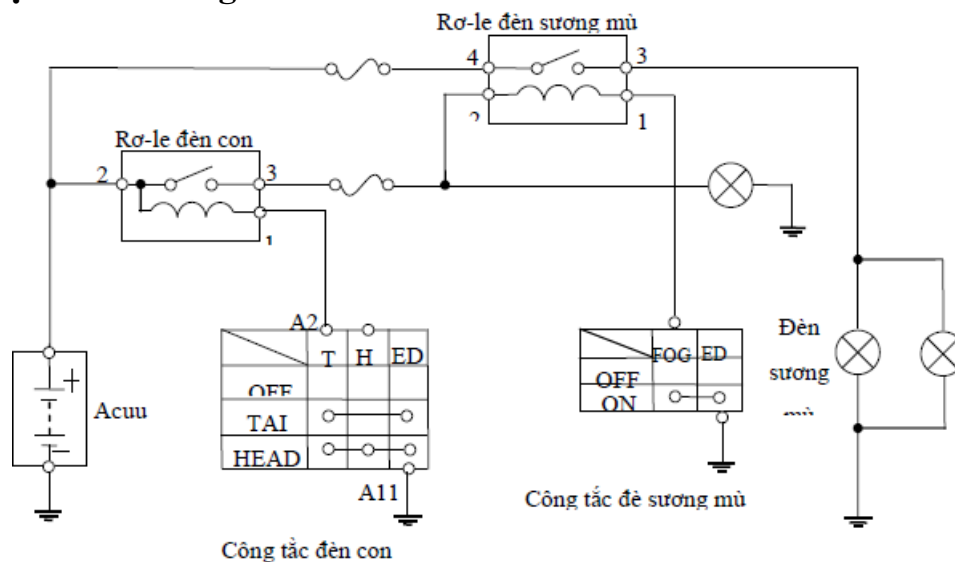 Rơ-le đèn sương mù
4 3
2 1
Rơ-le đèn con
2 3
1
A2
T H ED
OFF
TAI
HEAD
A11
Công tắc đèn con
Acuu
+
−
FOG ED
OFF
ON
Công tắc đè sương mù
Đèn
sương
mù